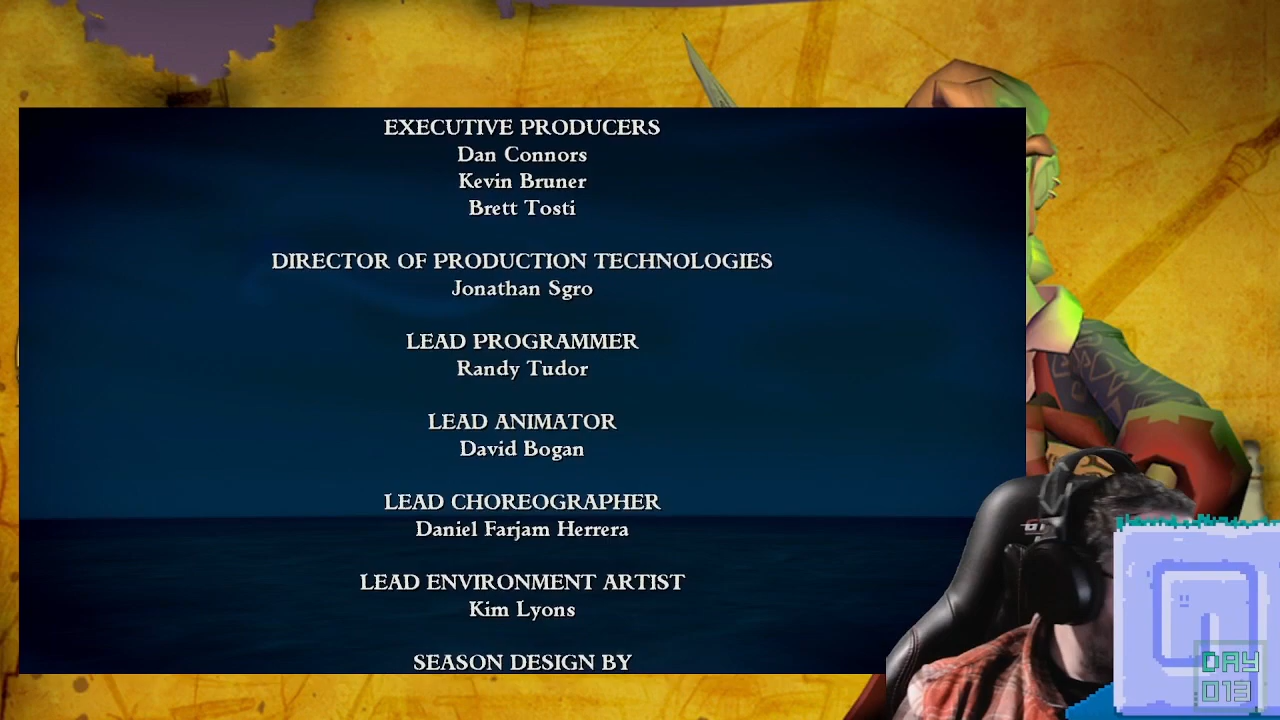 EXECUTIVE PRODUCERS
Dan Connors
Kevin Bruner
Brett Tosti
DIRECTOR OF PRODUCTION TECHNOLOGIES
Jonathan Sgro
LEAD PROGRAMMER
Randy Tudor
LEAD ANIMATOR
David Bogan
LEAD CHOREOGRAPHER
Daniel Farjam Herrera
LEAD ENVIRONMENT ARTIST
Kim Lyons
SEASON DESIGN BY
DAY
013